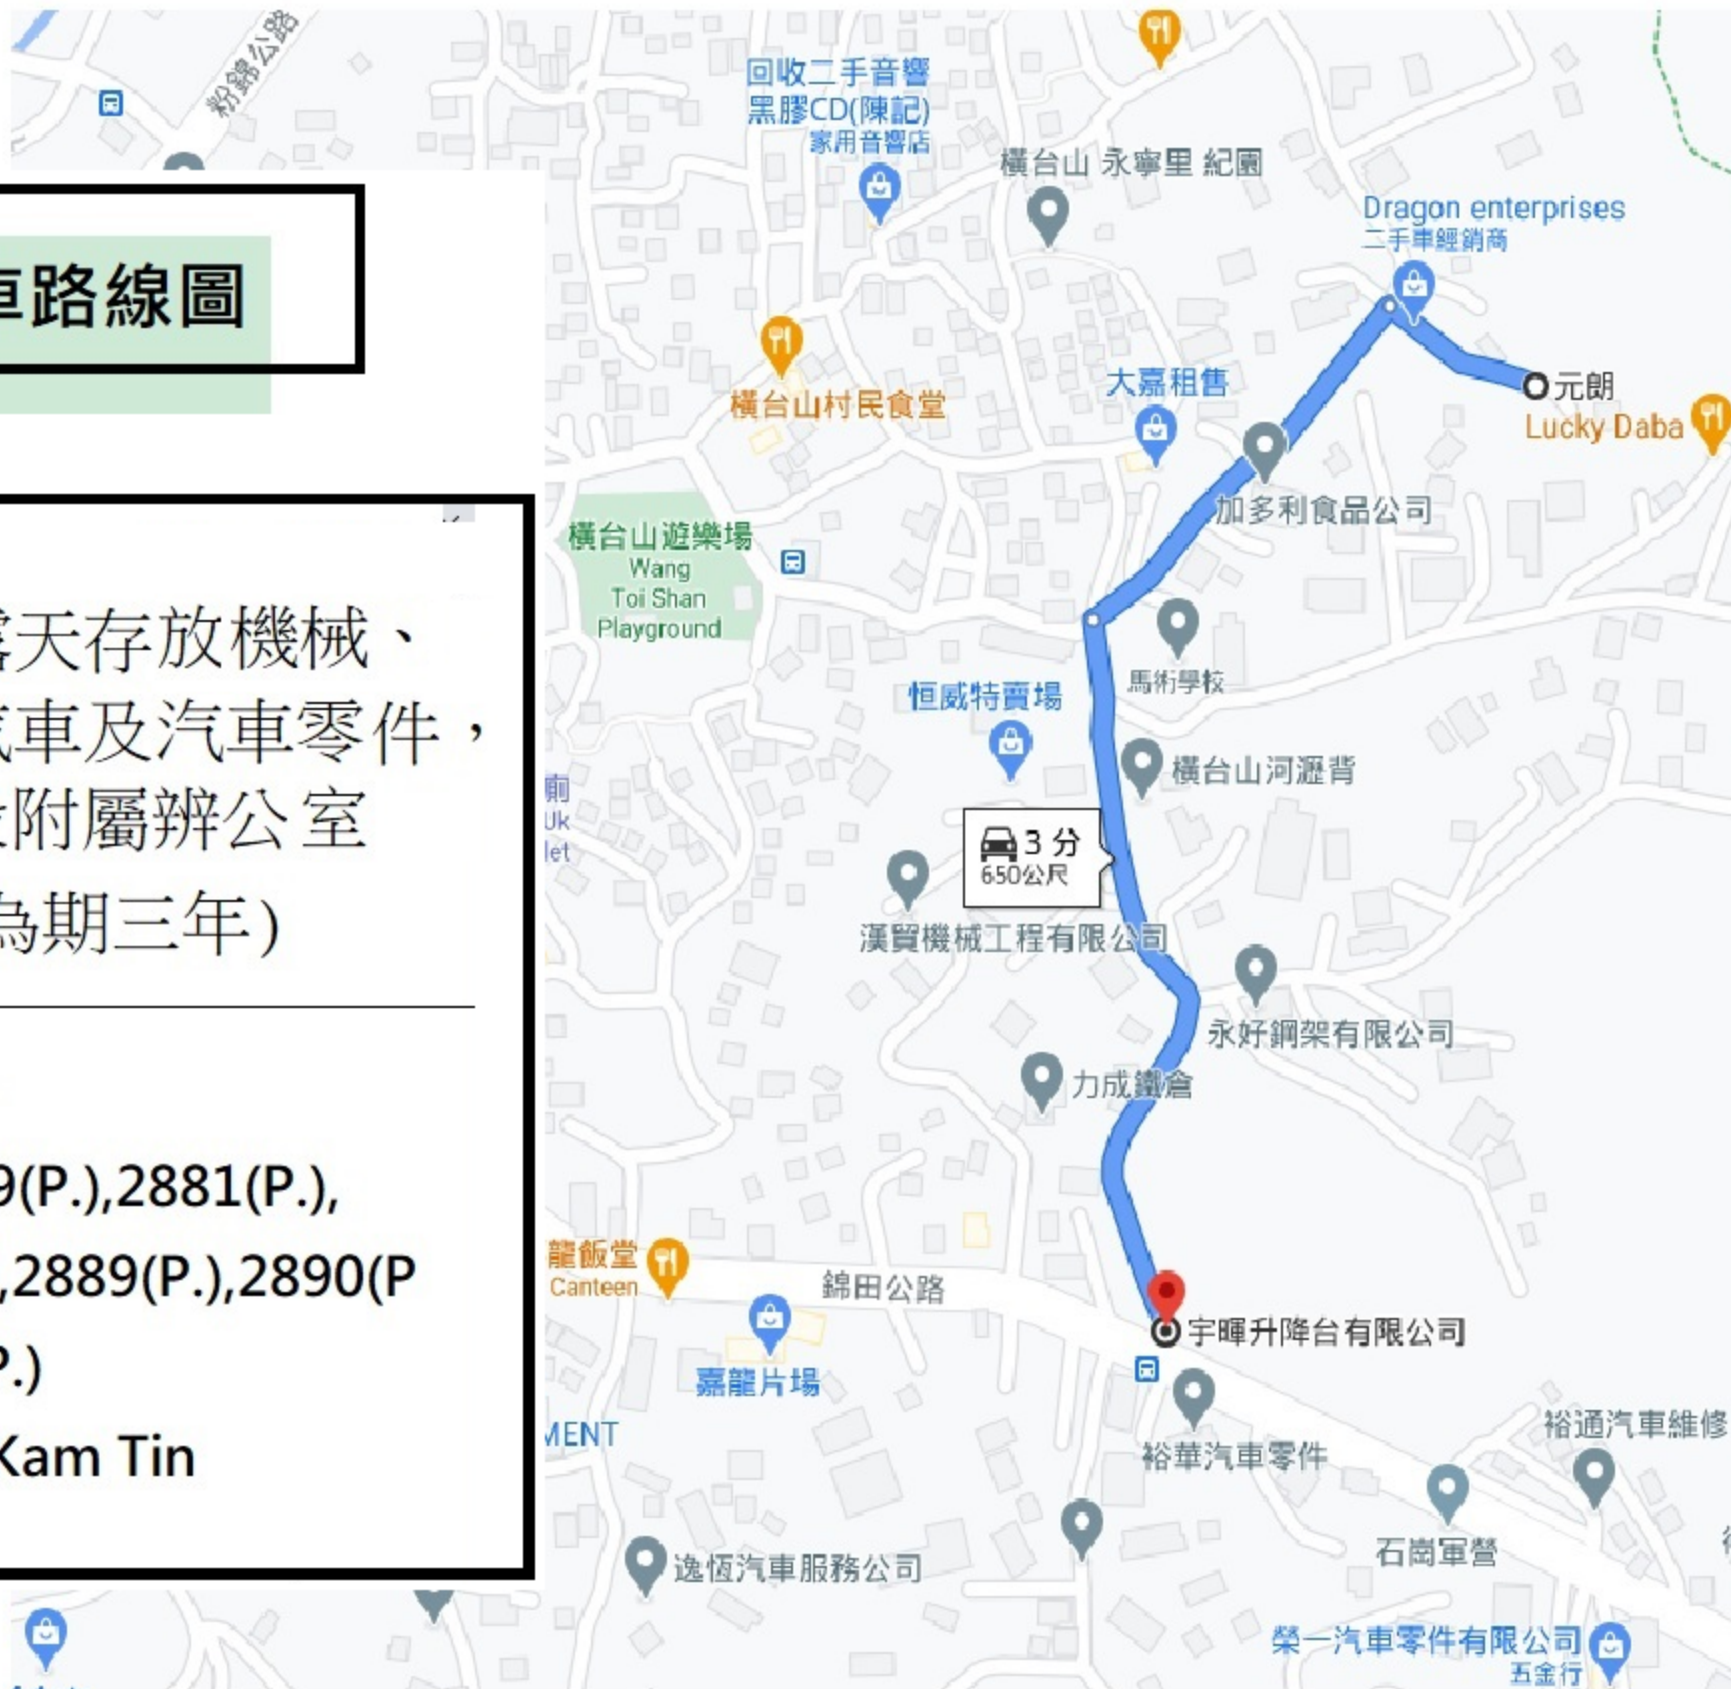 粉錦公路
回收二手音響
黑膠CD(陳記)
家用音響店
橫台山 永寧里 紀園
Dragon enterprises
二手車經銷商
車路線圖
元朗
Lucky Daba
大嘉租售
橫台山村民食堂
加多利食品公司
橫台山遊樂場
Wang
Toi Shan
Playground
露天存放機械、
汽車及汽車零件，
附屬辨公室
為期三年)
馬術學校
恒威特賣場
橫台山河瀝背
廁
Uk
let
3 分
650公尺
漢貿機械工程有限公司
永好鋼架有限公司
力成鐵倉
9(P.),2881(P.),
,2889(P.),2890(P
P.)
Kam Tin
龍飯堂
Canteen
錦田公路
宇暉升降台有限公司
嘉龍片場
MENT
裕華汽車零件
裕通汽車維修
石崗軍營
逸恆汽車服務公司
榮一汽車零件有限公司
五金行